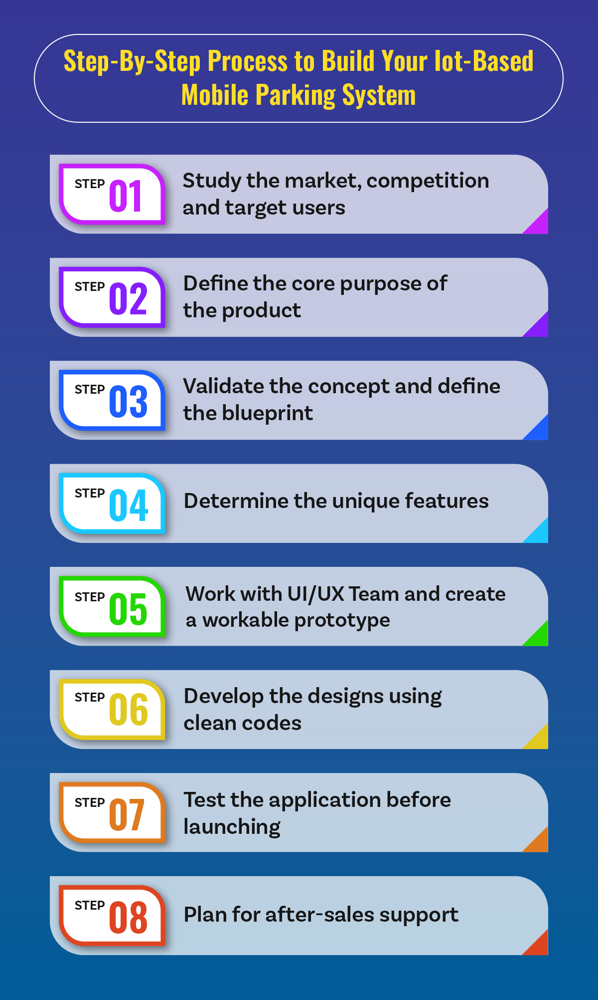 Step-By-Step Process to Build Your Iot-Based
Mobile Parking System
STEP 01
Study the market, competition
and target users
STEP 02
Define the core purpose of
the product
STEP 03
Validate the concept and define
the blueprint
STEP 04
Determine the unique features
STEP 05
Work with UI/UX Team and create
a workable prototype
STEP 06
Develop the designs using
clean codes
STEP 07
Test the application before
launching
STEP 08
Plan for after-sales support